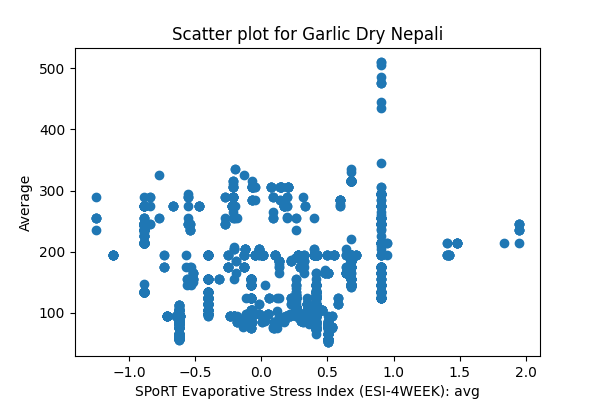 Scatter plot for Garlic Dry Nepali
500
400
300
200
100
Average
−1.0 −0.5 0.0 0.5 1.0 1.5 2.0
SPoRT Evaporative Stress Index (ESI-4WEEK): avg